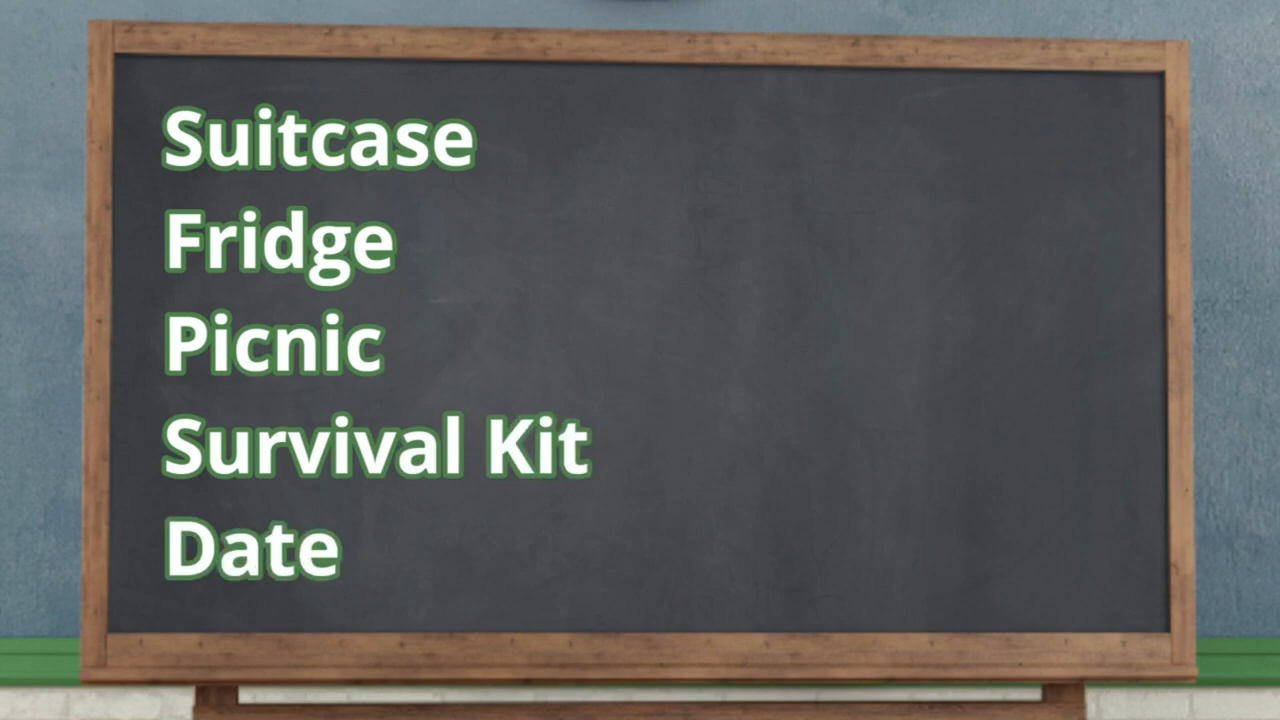 Suitcase
Fridge
Picnic
Survival Kit
Date